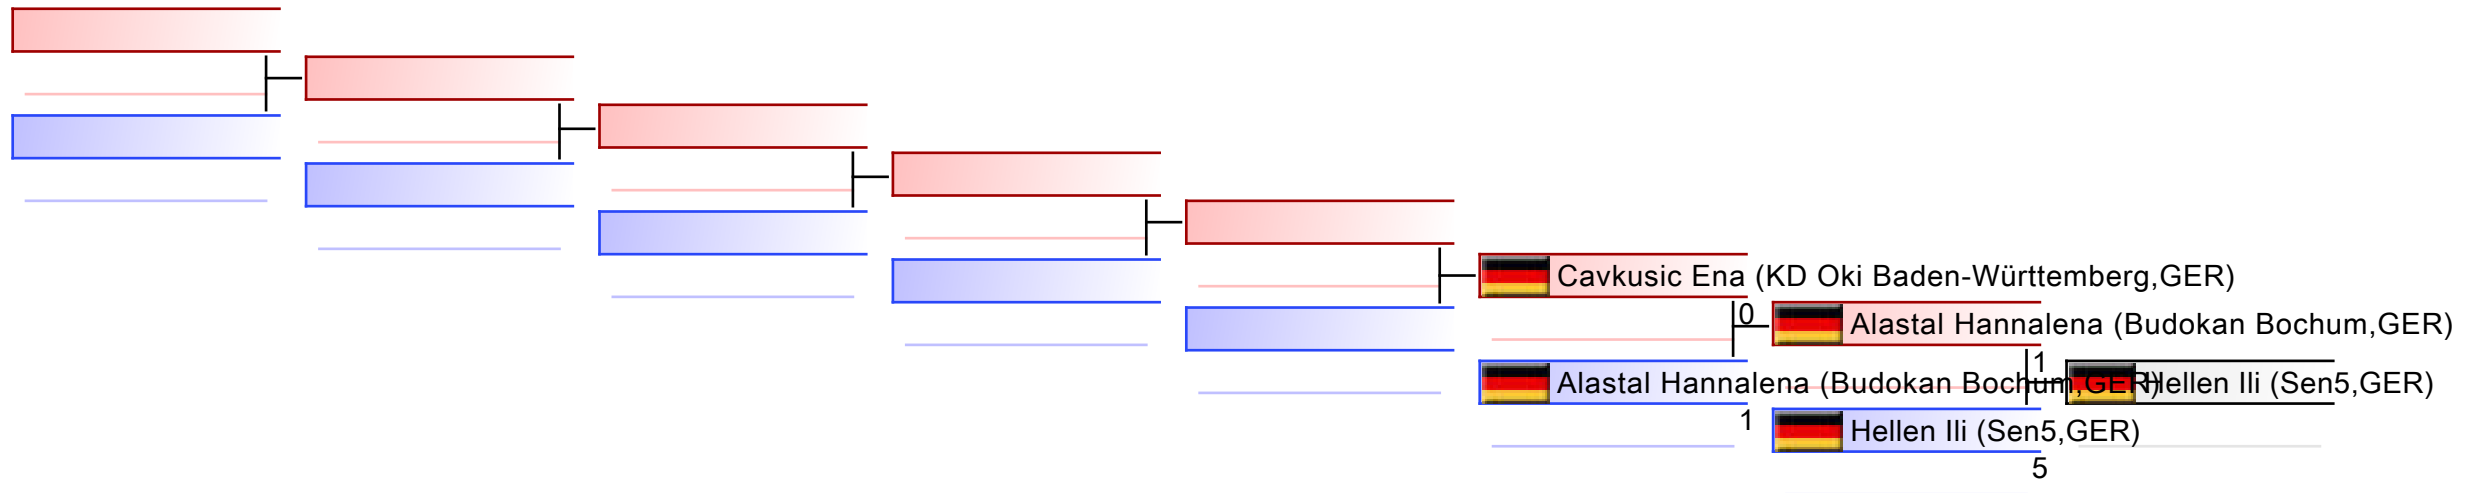 Cavkusic Ena (KD Oki Baden-Württemberg,GER)
0
Alastal Hannalena (Budokan Bochum,GER)
1
Alastal Hannalena (Budokan Bochum,GER)
1
Hellen Ili (Sen5,GER)
5
Hellen Ili (Sen5,GER)